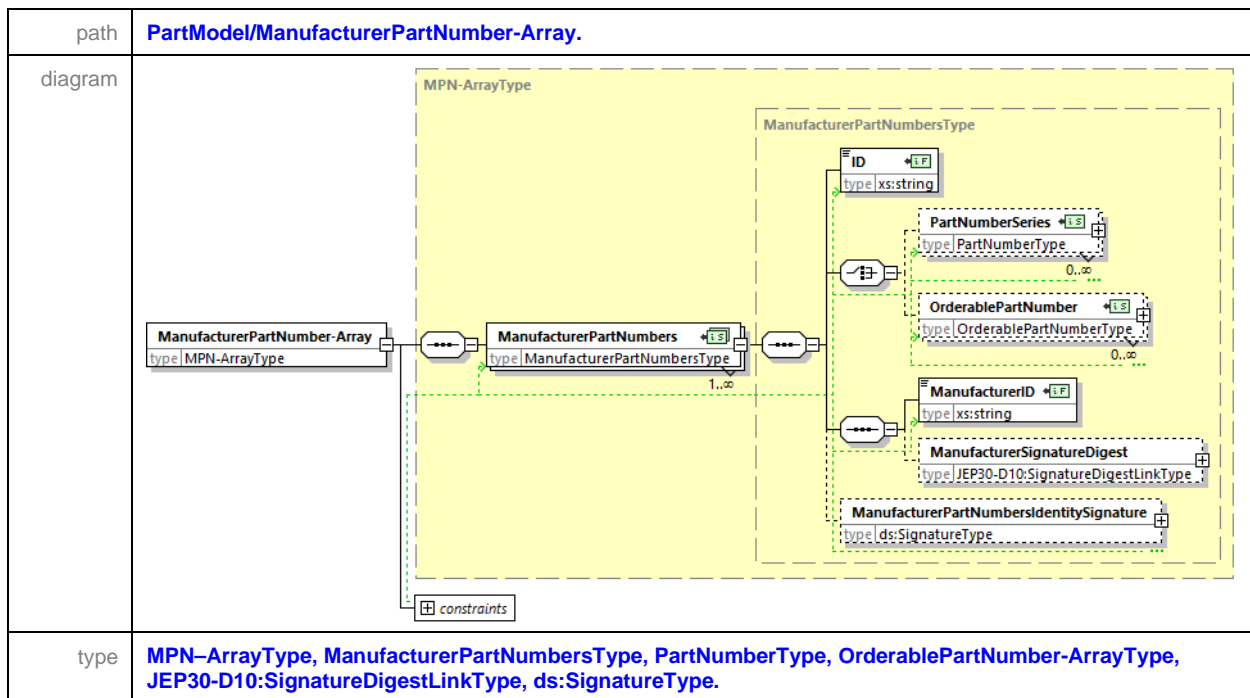 path
PartModel/ManufacturerPartNumber-Array.
diagram
MPN-ArrayType
ManufacturerPartNumbersType
ID
type xs:string
PartNumberSeries
type PartNumberType
0..∞
OrderablePartNumber
type OrderablePartNumberType
0..∞
ManufacturerPartNumber-Array
type MPN-ArrayType
ManufacturerPartNumbers
type ManufacturerPartNumbersType
1..∞
ManufacturerID
type xs:string
ManufacturerSignatureDigest
type JEP30-D10:SignatureDigestLinkType
ManufacturerPartNumbersIdentitySignature
type ds:SignatureType
constraints
type
MPN–ArrayType, ManufacturerPartNumbersType, PartNumberType, OrderablePartNumber-ArrayType,
JEP30-D10:SignatureDigestLinkType, ds:SignatureType.